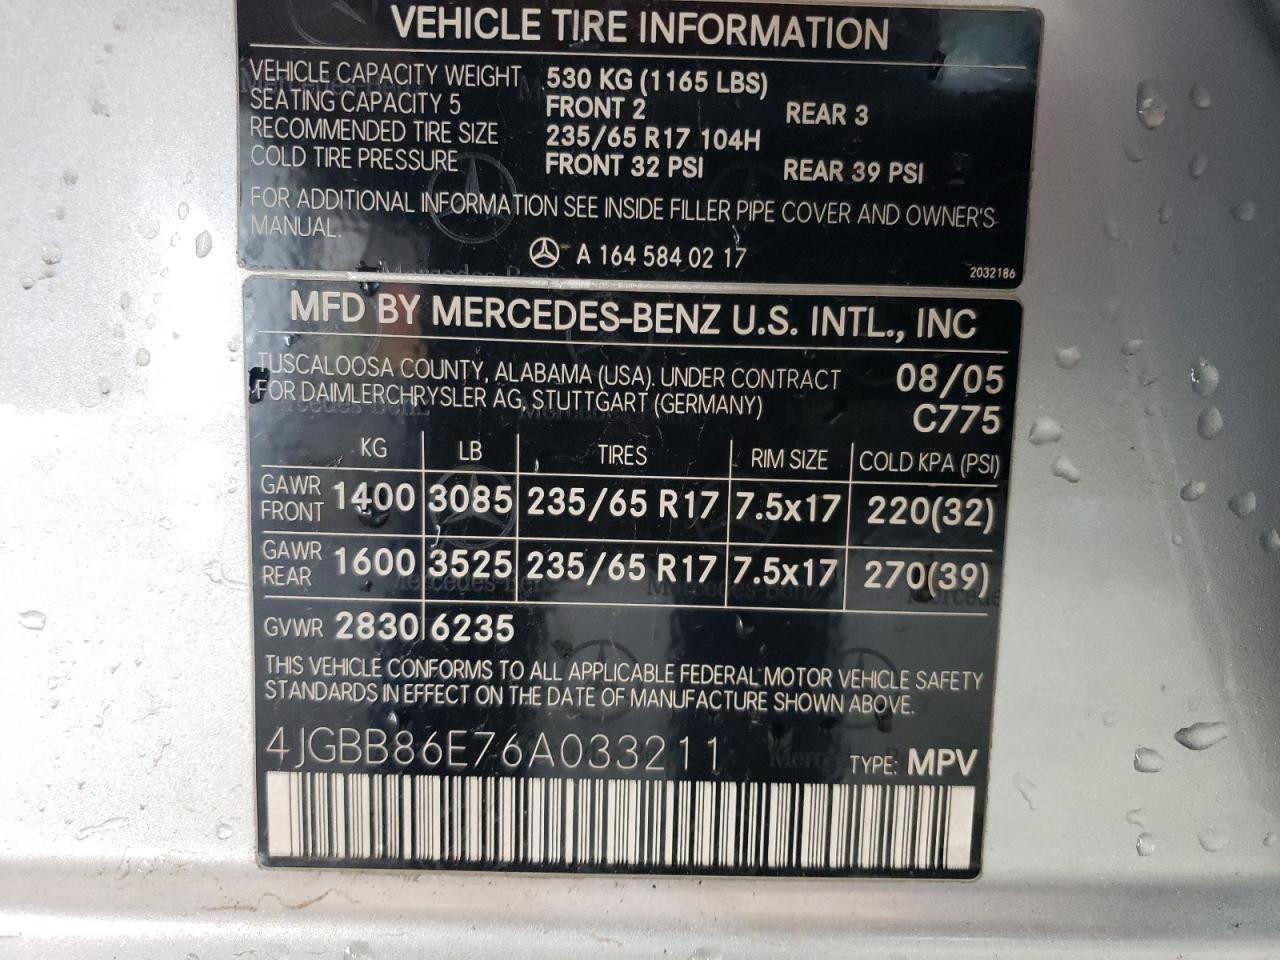 VEHICLE TIRE INFORMATION
VEHICLE CAPACITY WEIGHT 530 KG (1165 LBS)
SEATING CAPACITY 5 FRONT 2 REAR 3
RECOMMENDED TIRE SIZE 235/65 R17 104H
COLD TIRE PRESSURE FRONT 32 PSI REAR 39 PSI
FOR ADDITIONAL INFORMATION SEE INSIDE FILLER PIPE COVER AND OWNER'S
MANUAL.
A 164 584 02 17
2032186
MFD BY MERCEDES-BENZ U.S. INTL., INC
TUSCALOOSA COUNTY, ALABAMA (USA). UNDER CONTRACT 08/05
FOR DAIMLERCHRYSLER AG, STUTTGART (GERMANY) C775
KG LB TIRES RIM SIZE COLD KPA (PSI)
GAWR FRONT 1400 3085 235/65 R17 7.5x17 220(32)
GAWR REAR 1600 3525 235/65 R17 7.5x17 270(39)
GVWR 2830 6235
THIS VEHICLE CONFORMS TO ALL APPLICABLE FEDERAL MOTOR VEHICLE SAFETY
STANDARDS IN EFFECT ON THE DATE OF MANUFACTURE SHOWN ABOVE.
4JGBB86E76A033211 TYPE: MPV